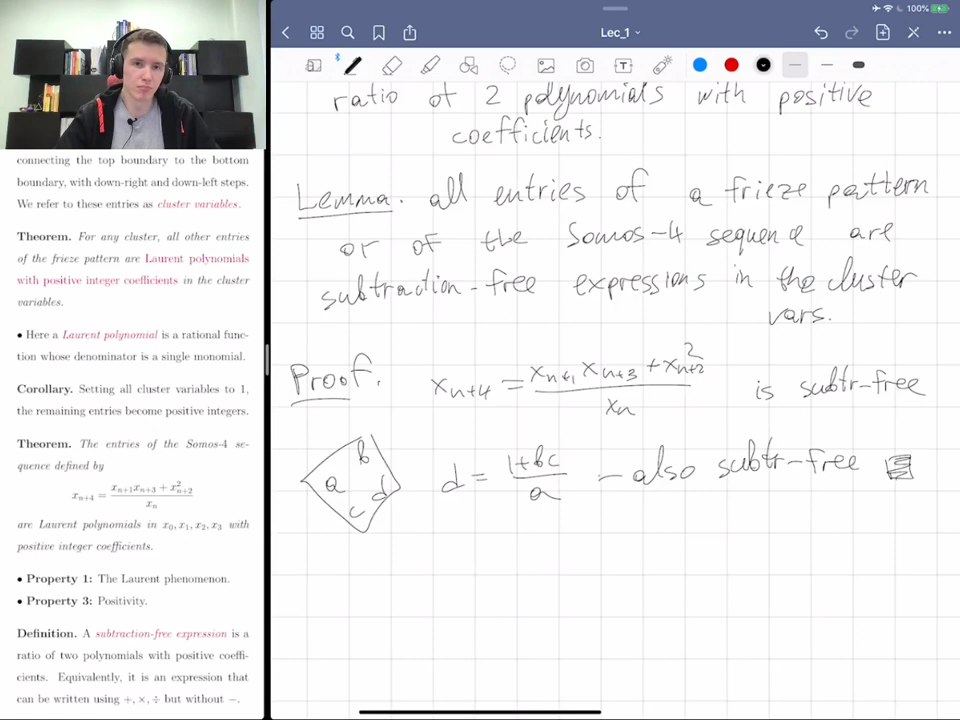 100%
Lec_1
T
connecting the top boundary to the bottom
boundary, with down-right and down-left steps.
We refer to these entries as cluster variables.
Theorem. For any cluster, all other entries
of the frieze pattern are Laurent polynomials
with positive integer coefficients in the cluster
variables.
• Here a Laurent polynomial is a rational func-
tion whose denominator is a single monomial.
Corollary. Setting all cluster variables to 1,
the remaining entries become positive integers.
Theorem. The entries of the Somos-4 se-
quence defined by
x_{n+4} = \frac{x_{n+1}x_{n+3} + x_{n+2}^2}{x_n}
are Laurent polynomials in x_0, x_1, x_2, x_3 with
positive integer coefficients.
• Property 1: The Laurent phenomenon.
• Property 3: Positivity.
Definition. A subtraction-free expression is a
ratio of two polynomials with positive coeffi-
cients. Equivalently, it is an expression that
can be written using +, ×, ÷ but without −.
ratio of 2 polynomials with positive
coefficients.
Lemma. all entries of a frieze pattern
or of the Somos-4 sequence are
subtraction-free expressions in the cluster
vars.
Proof. x_{n+4} = \frac{x_{n+1} x_{n+3} + x_{n+2}^2}{x_n} is subtr-free
a b c d d = \frac{1+bc}{a} – also subtr-free